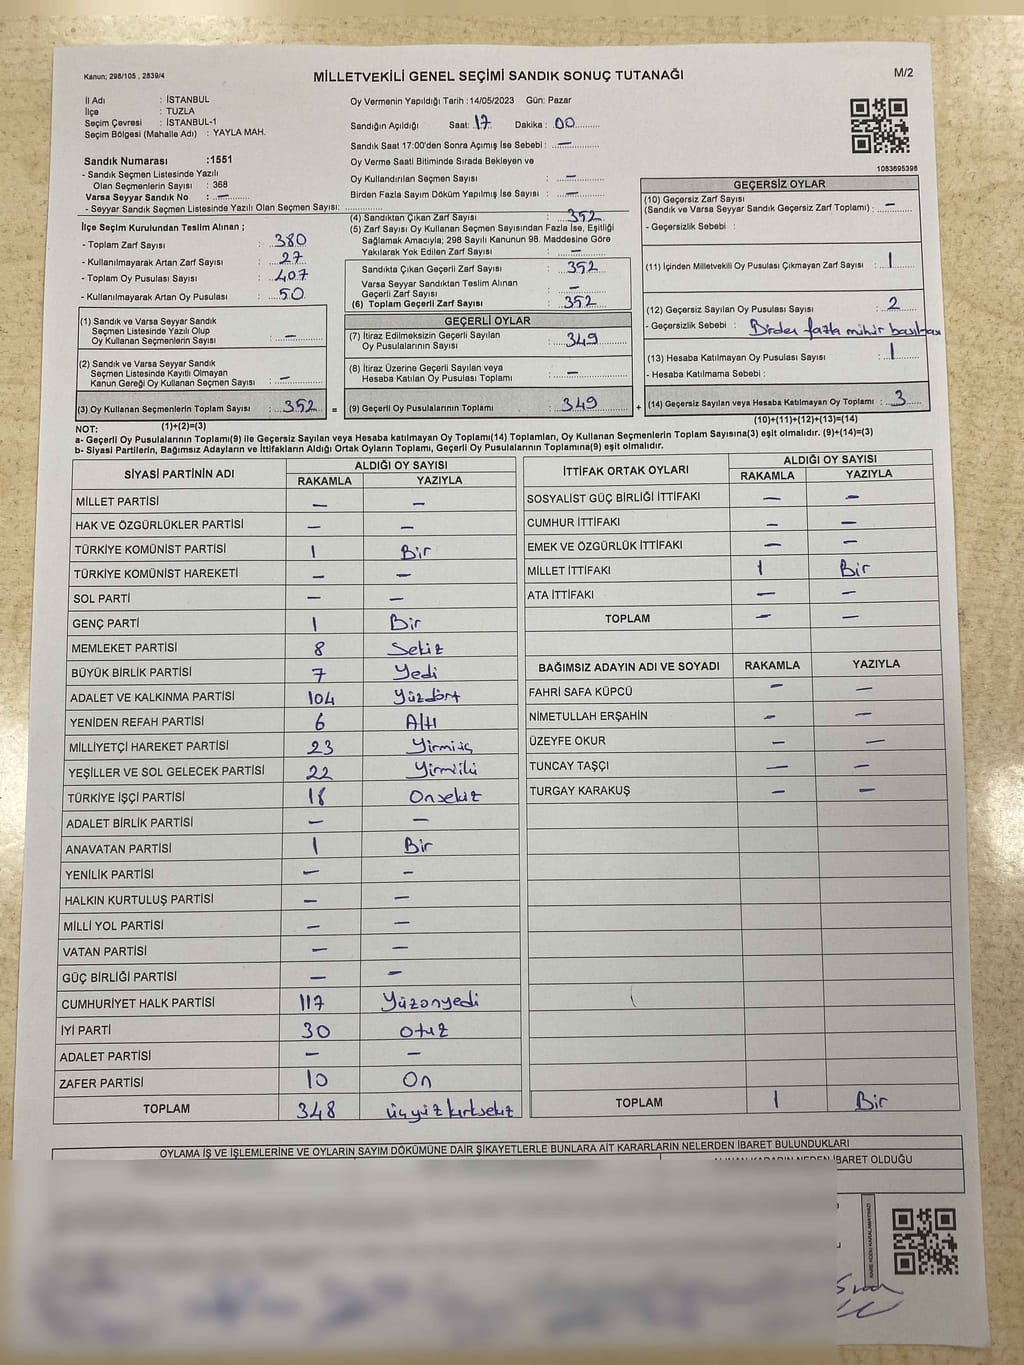 Kanun; 298/105 , 2839/4
MİLLETVEKİLİ GENEL SEÇİMİ SANDIK SONUÇ TUTANAĞI
M/2
İl Adı : İSTANBUL
İlçe : TUZLA
Seçim Çevresi : İSTANBUL-1
Seçim Bölgesi (Mahalle Adı) : YAYLA MAH.
Sandık Numarası :1551
- Sandık Seçmen Listesinde Yazılı
Olan Seçmenlerin Sayısı : 368
Varsa Seyyar Sandık No : —
- Seyyar Sandık Seçmen Listesinde Yazılı Olan Seçmen Sayısı:
Oy Vermenin Yapıldığı Tarih :14/05/2023 Gün: Pazar
Sandığın Açıldığı Saat: 17 Dakika : 00
Sandık Saat 17:00'den Sonra Açımış İse Sebebi : —
Oy Verme Saati Bitiminde Sırada Bekleyen ve
Oy Kullandırılan Seçmen Sayısı : —
Birden Fazla Sayım Döküm Yapılmış İse Sayısı : —
1083695396
İlçe Seçim Kurulundan Teslim Alınan ;
- Toplam Zarf Sayısı : 380
- Kullanılmayarak Artan Zarf Sayısı : 27
- Toplam Oy Pusulası Sayısı : 407
- Kullanılmayarak Artan Oy Pusulası : 50
(1) Sandık ve Varsa Seyyar Sandık
Seçmen Listesinde Yazılı Olup
Oy Kullanan Seçmenlerin Sayısı : —
(2) Sandık ve Varsa Seyyar Sandık
Seçmen Listesinde Kayıtlı Olmayan
Kanun Gereği Oy Kullanan Seçmen Sayısı : —
(3) Oy Kullanan Seçmenlerin Toplam Sayısı : 352 =
(1)+(2)=(3)
(4) Sandıktan Çıkan Zarf Sayısı : 352
(5) Zarf Sayısı Oy Kullanan Seçmen Sayısından Fazla İse, Eşitliği
Sağlamak Amacıyla; 298 Sayılı Kanunun 98. Maddesine Göre
Yakılarak Yok Edilen Zarf Sayısı : —
Sandıkta Çıkan Geçerli Zarf Sayısı : 352
Varsa Seyyar Sandıktan Teslim Alınan
Geçerli Zarf Sayısı : —
(6) Toplam Geçerli Zarf Sayısı : 352
GEÇERLİ OYLAR
(7) İtiraz Edilmeksizin Geçerli Sayılan
Oy Pusulalarının Sayısı : 349
(8) İtiraz Üzerine Geçerli Sayılan veya
Hesaba Katılan Oy Pusulası Toplamı : —
(9) Geçerli Oy Pusulalarının Toplamı : 349 +
GEÇERSİZ OYLAR
(10) Geçersiz Zarf Sayısı
(Sandık ve Varsa Seyyar Sandık Geçersiz Zarf Toplamı) : —
- Geçersizlik Sebebi :
(11) İçinden Milletvekili Oy Pusulası Çıkmayan Zarf Sayısı : 1
(12) Geçersiz Sayılan Oy Pusulası Sayısı : 2
- Geçersizlik Sebebi : Birden fazla mühür basılması
(13) Hesaba Katılmayan Oy Pusulası Sayısı : 1
- Hesaba Katılmama Sebebi :
(14) Geçersiz Sayılan veya Hesaba Katılmayan Oy Toplamı : 3
(10)+(11)+(12)+(13)=(14)
NOT:
a- Geçerli Oy Pusulalarının Toplamı(9) ile Geçersiz Sayılan veya Hesaba katılmayan Oy Toplamı(14) Toplamları, Oy Kullanan Seçmenlerin Toplam Sayısına(3) eşit olmalıdır. (9)+(14)=(3)
b- Siyasi Partilerin, Bağımsız Adayların ve İttifakların Aldığı Ortak Oyların Toplamı, Geçerli Oy Pusulalarının Toplamına(9) eşit olmalıdır.
SİYASİ PARTİNİN ADI ALDIĞI OY SAYISI
RAKAMLA YAZIYLA
MİLLET PARTİSİ — —
HAK VE ÖZGÜRLÜKLER PARTİSİ — —
TÜRKİYE KOMÜNİST PARTİSİ 1 Bir
TÜRKİYE KOMÜNİST HAREKETİ — —
SOL PARTİ — —
GENÇ PARTİ 1 Bir
MEMLEKET PARTİSİ 8 Sekiz
BÜYÜK BİRLİK PARTİSİ 7 Yedi
ADALET VE KALKINMA PARTİSİ 104 Yüzdört
YENİDEN REFAH PARTİSİ 6 Altı
MİLLİYETÇİ HAREKET PARTİSİ 23 Yirmiüç
YEŞİLLER VE SOL GELECEK PARTİSİ 22 Yirmiiki
TÜRKİYE İŞÇİ PARTİSİ 18 Onsekiz
ADALET BİRLİK PARTİSİ — —
ANAVATAN PARTİSİ 1 Bir
YENİLİK PARTİSİ — —
HALKIN KURTULUŞ PARTİSİ — —
MİLLİ YOL PARTİSİ — —
VATAN PARTİSİ — —
GÜÇ BİRLİĞİ PARTİSİ — —
CUMHURİYET HALK PARTİSİ 117 Yüzonyedi
İYİ PARTİ 30 otuz
ADALET PARTİSİ — —
ZAFER PARTİSİ 10 On
TOPLAM 348 üçyüzkırksekiz
İTTİFAK ORTAK OYLARI ALDIĞI OY SAYISI
RAKAMLA YAZIYLA
SOSYALİST GÜÇ BİRLİĞİ İTTİFAKI — —
CUMHUR İTTİFAKI — —
EMEK VE ÖZGÜRLÜK İTTİFAKI — —
MİLLET İTTİFAKI 1 Bir
ATA İTTİFAKI — —
TOPLAM — —
BAĞIMSIZ ADAYIN ADI VE SOYADI RAKAMLA YAZIYLA
FAHRİ SAFA KÜPCÜ — —
NİMETULLAH ERŞAHİN — —
ÜZEYFE OKUR — —
TUNCAY TAŞÇI — —
TURGAY KARAKUŞ — —
TOPLAM 1 Bir
OYLAMA İŞ VE İŞLEMLERİNE VE OYLARIN SAYIM DÖKÜMÜNE DAİR ŞİKAYETLERLE BUNLARA AİT KARARLARIN NELERDEN İBARET BULUNDUKLARI
ALINAN KARARIN NEDEN İBARET OLDUĞU
KARE KODU KARALAMAYINIZ!